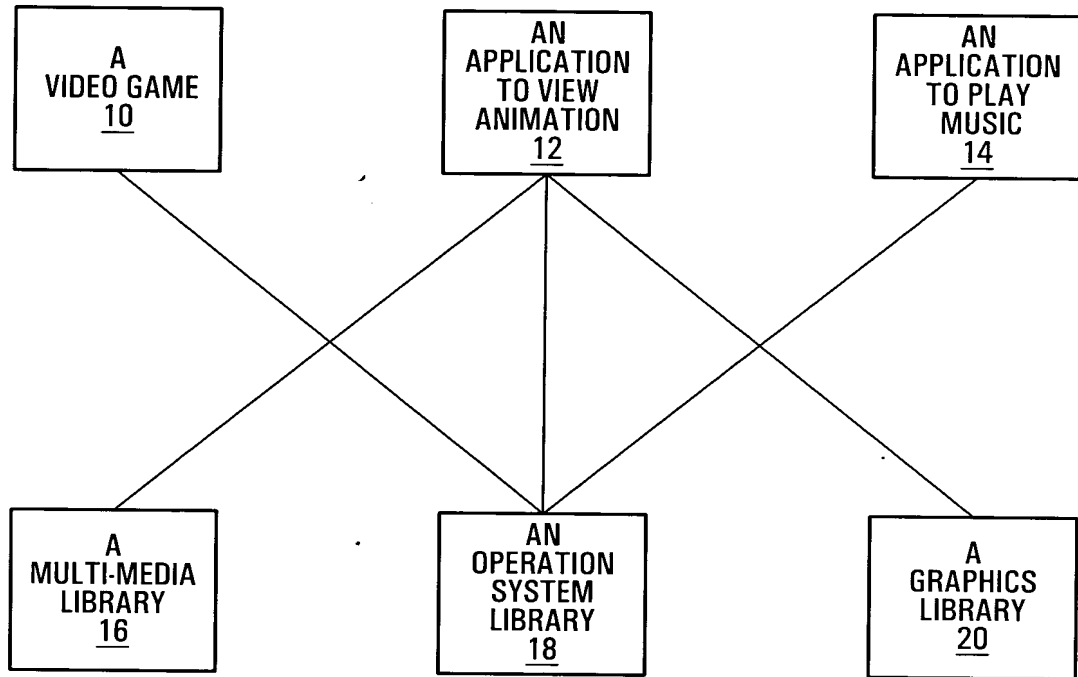 A
VIDEO GAME
10
AN
APPLICATION
TO VIEW
ANIMATION
12
AN
APPLICATION
TO PLAY
MUSIC
14
A
MULTI-MEDIA
LIBRARY
16
AN
OPERATION
SYSTEM
LIBRARY
18
A
GRAPHICS
LIBRARY
20